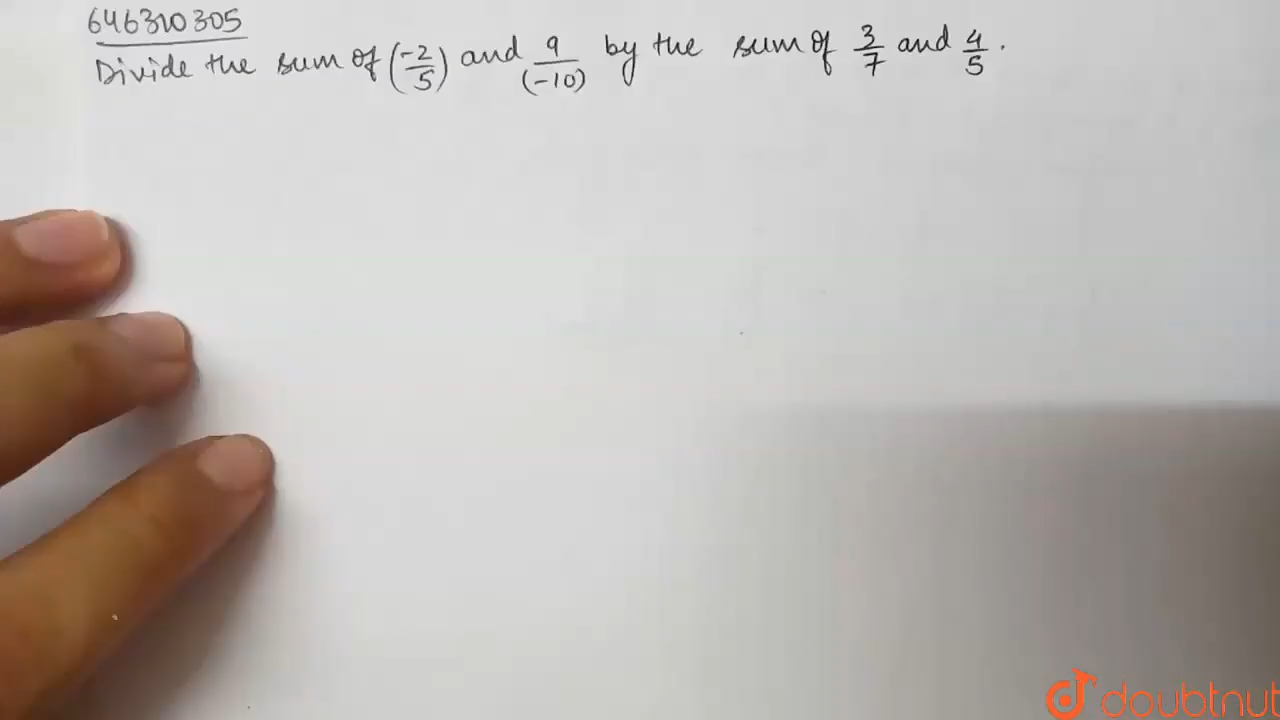 646310305
Divide the sum of (-2/5) and 9/(-10) by the sum of 3/7 and 4/5.
doubtnut